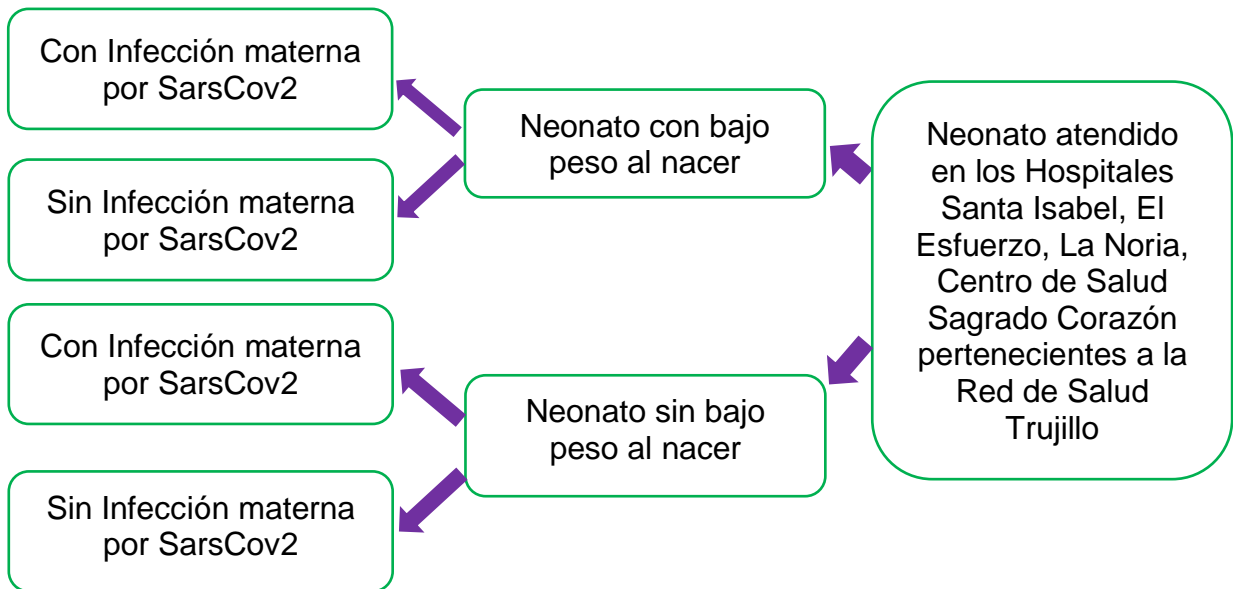 Con Infección materna
por SarsCov2
Sin Infección materna
por SarsCov2
Con Infección materna
por SarsCov2
Sin Infección materna
por SarsCov2
Neonato con bajo
peso al nacer
Neonato sin bajo
peso al nacer
Neonato atendido
en los Hospitales
Santa Isabel, El
Esfuerzo, La Noria,
Centro de Salud
Sagrado Corazón
pertenecientes a la
Red de Salud
Trujillo